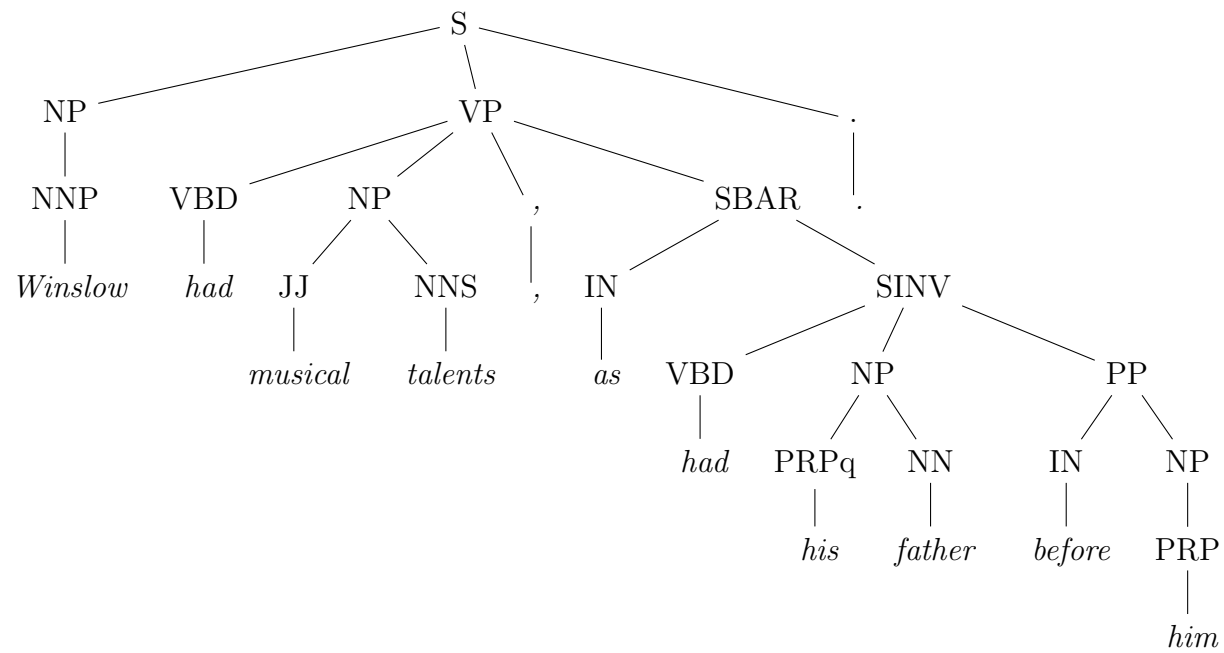 S
NP VP .
NNP VBD NP , SBAR .
Winslow had JJ NNS , IN SINV
musical talents as VBD NP PP
had PRPq NN IN NP
his father before PRP
him